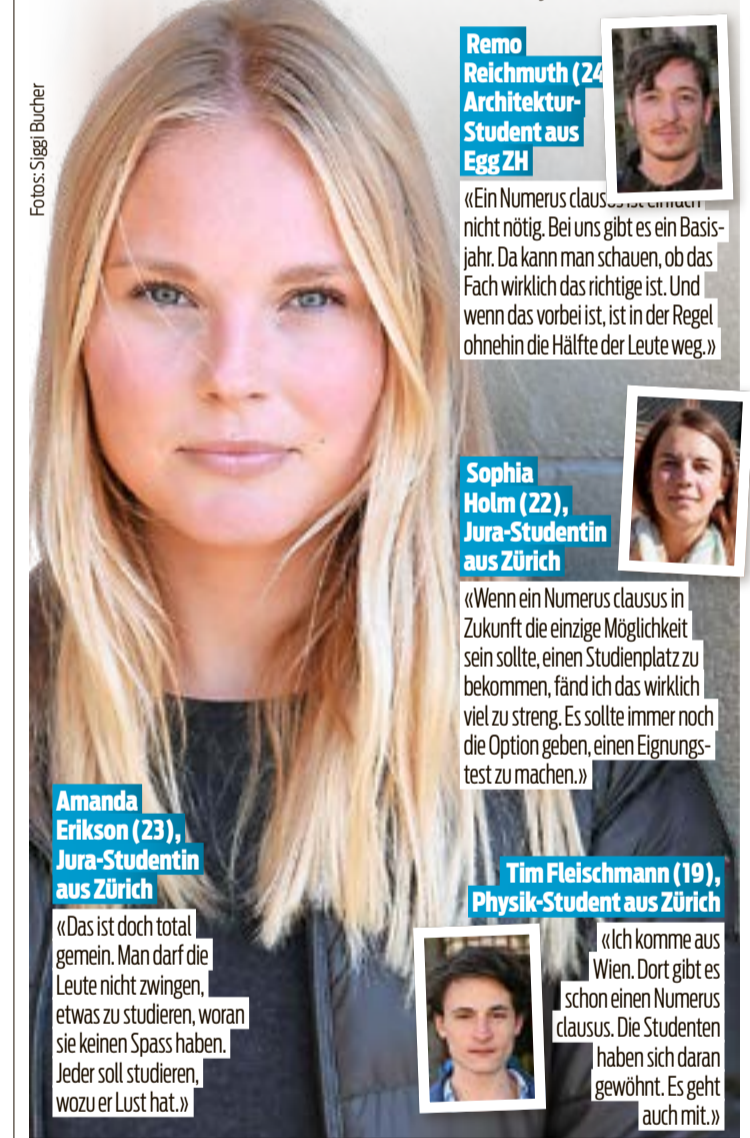 Fotos: Siggi Bucher
Remo
Reichmuth (24
Architektur-
Student aus
Egg ZH
«Ein Numerus clausus ist einfach
nicht nötig. Bei uns gibt es ein Basis-
jahr. Da kann man schauen, ob das
Fach wirklich das richtige ist. Und
wenn das vorbei ist, ist in der Regel
ohnehin die Hälfte der Leute weg.»
Sophia
Holm (22),
Jura-Studentin
aus Zürich
«Wenn ein Numerus clausus in
Zukunft die einzige Möglichkeit
sein sollte, einen Studienplatz zu
bekommen, fänd ich das wirklich
viel zu streng. Es sollte immer noch
die Option geben, einen Eignungs-
test zu machen.»
Amanda
Erikson (23),
Jura-Studentin
aus Zürich
«Das ist doch total
gemein. Man darf die
Leute nicht zwingen,
etwas zu studieren, woran
sie keinen Spass haben.
Jeder soll studieren,
wozu er Lust hat.»
Tim Fleischmann (19),
Physik-Student aus Zürich
«Ich komme aus
Wien. Dort gibt es
schon einen Numerus
clausus. Die Studenten
haben sich daran
gewöhnt. Es geht
auch mit.»